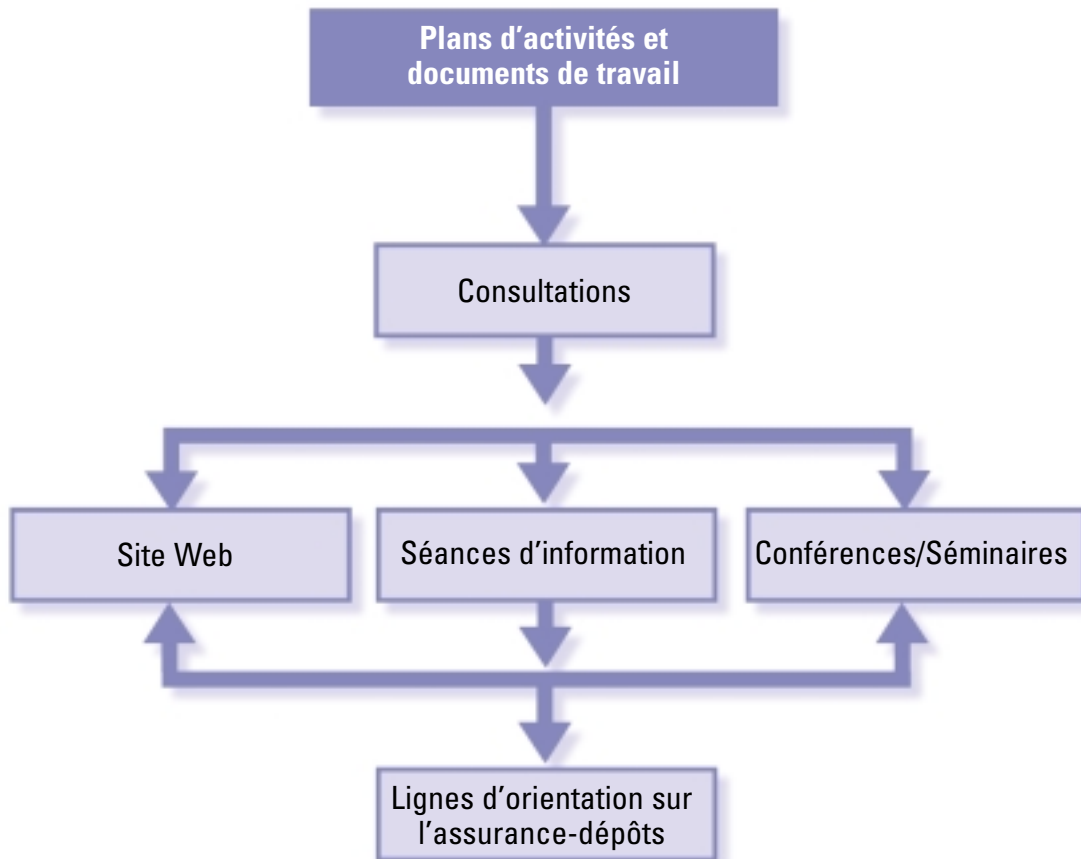 Plans d’activités et
documents de travail
Consultations
Site Web
Séances d’information
Conférences/Séminaires
Lignes d’orientation sur
l’assurance-dépôts